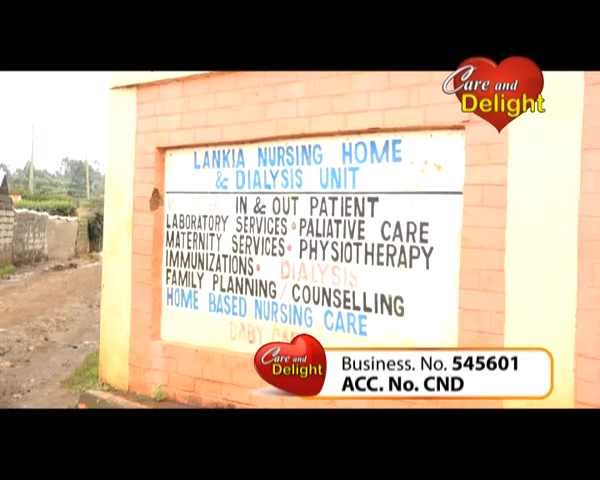 Care and
Delight
LANKIA NURSING HOME
& DIALYSIS UNIT
IN & OUT PATIENT
LABORATORY SERVICES • PALIATIVE CARE
MATERNITY SERVICES • PHYSIOTHERAPY
IMMUNIZATIONS • DIALYSIS
FAMILY PLANNING / COUNSELLING
HOME BASED NURSING CARE
BABY
Care and
Delight
Business. No. 545601
ACC. No. CND